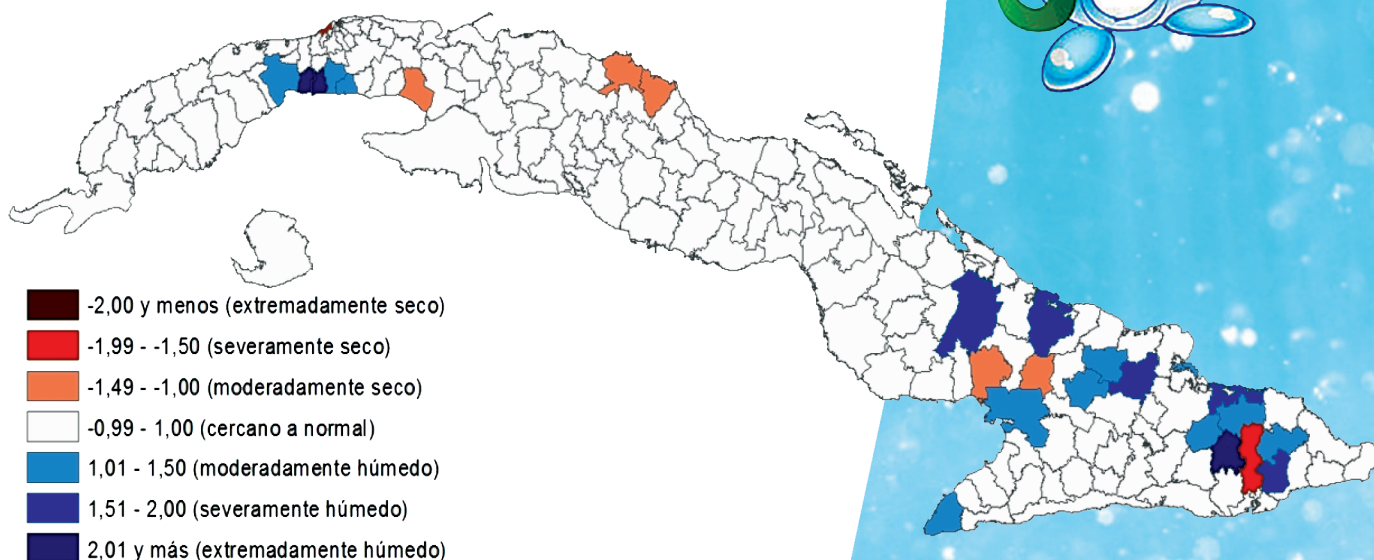 -2,00 y menos (extremadamente seco)
-1,99 - -1,50 (severamente seco)
-1,49 - -1,00 (moderadamente seco)
-0,99 - 1,00 (cercano a normal)
1,01 - 1,50 (moderadamente húmedo)
1,51 - 2,00 (severamente húmedo)
2,01 y más (extremadamente húmedo)